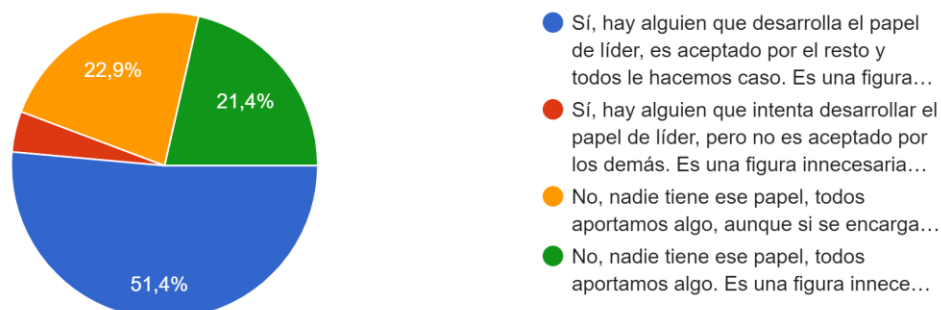 22,9%
21,4%
51,4%
Sí, hay alguien que desarrolla el papel
de líder, es aceptado por el resto y
todos le hacemos caso. Es una figura…
Sí, hay alguien que intenta desarrollar el
papel de líder, pero no es aceptado por
los demás. Es una figura innecesaria…
No, nadie tiene ese papel, todos
aportamos algo, aunque si se encarga…
No, nadie tiene ese papel, todos
aportamos algo. Es una figura innece…